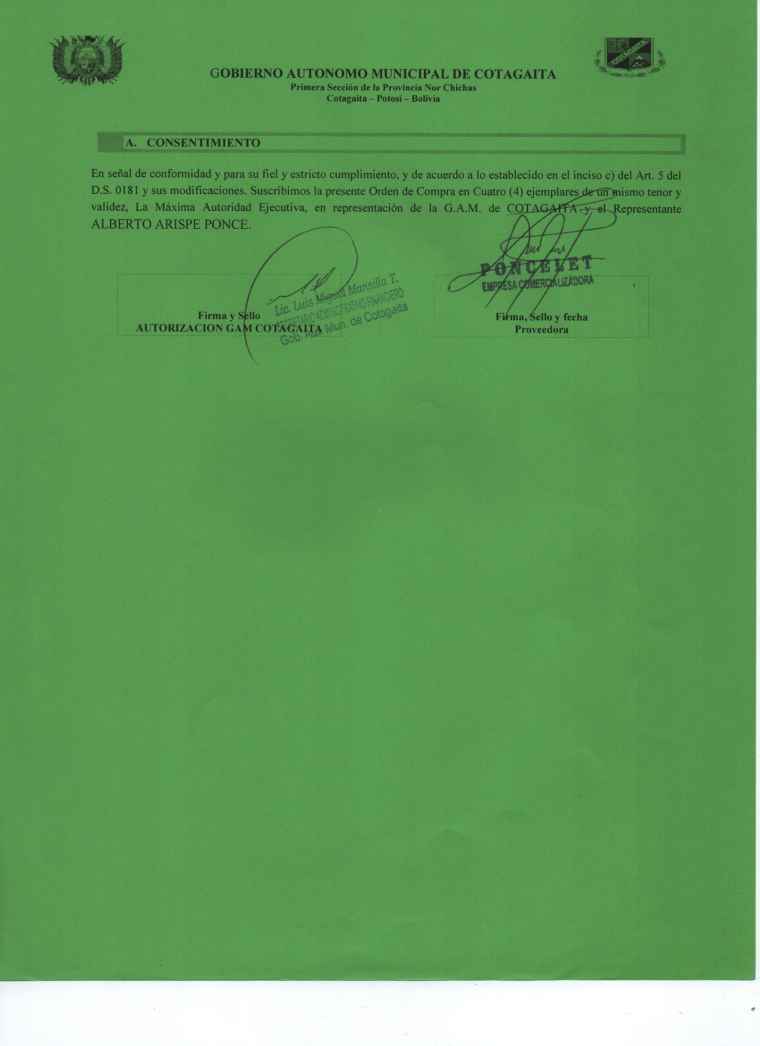 GOBIERNO AUTONOMO MUNICIPAL DE COTAGAITA
Primera Sección de la Provincia Nor Chichas
Cotagaita – Potosí – Bolivia
A. CONSENTIMIENTO
En señal de conformidad y para su fiel y estricto cumplimiento, y de acuerdo a lo establecido en el inciso c) del Art. 5 del
D.S. 0181 y sus modificaciones. Suscribimos la presente Orden de Compra en Cuatro (4) ejemplares de un mismo tenor y
validez, La Máxima Autoridad Ejecutiva, en representación de la G.A.M. de COTAGAITA y el Representante
ALBERTO ARISPE PONCE.
Lic. Luis Miguel Mansilla T.
Gob. Aut. Mun. de Cotagaita
Firma y Sello
AUTORIZACION GAM COTAGAITA
PONCELET
EMPRESA COMERCIALIZADORA
Firma, Sello y fecha
Proveedora